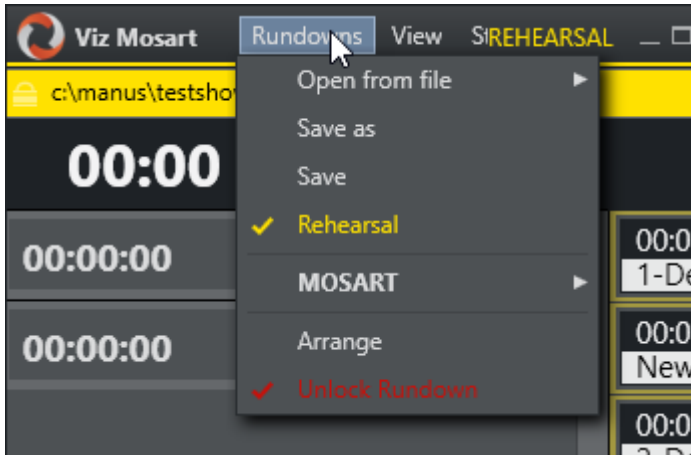 Viz Mosart Rundowns View REHEARSAL
c:\manus\testsho
Open from file
Save as
00:00
Save
Rehearsal
00:00:00
MOSART
Arrange
00:00:00
Unlock Rundown
00:0
1-De
00:0
New
00:0